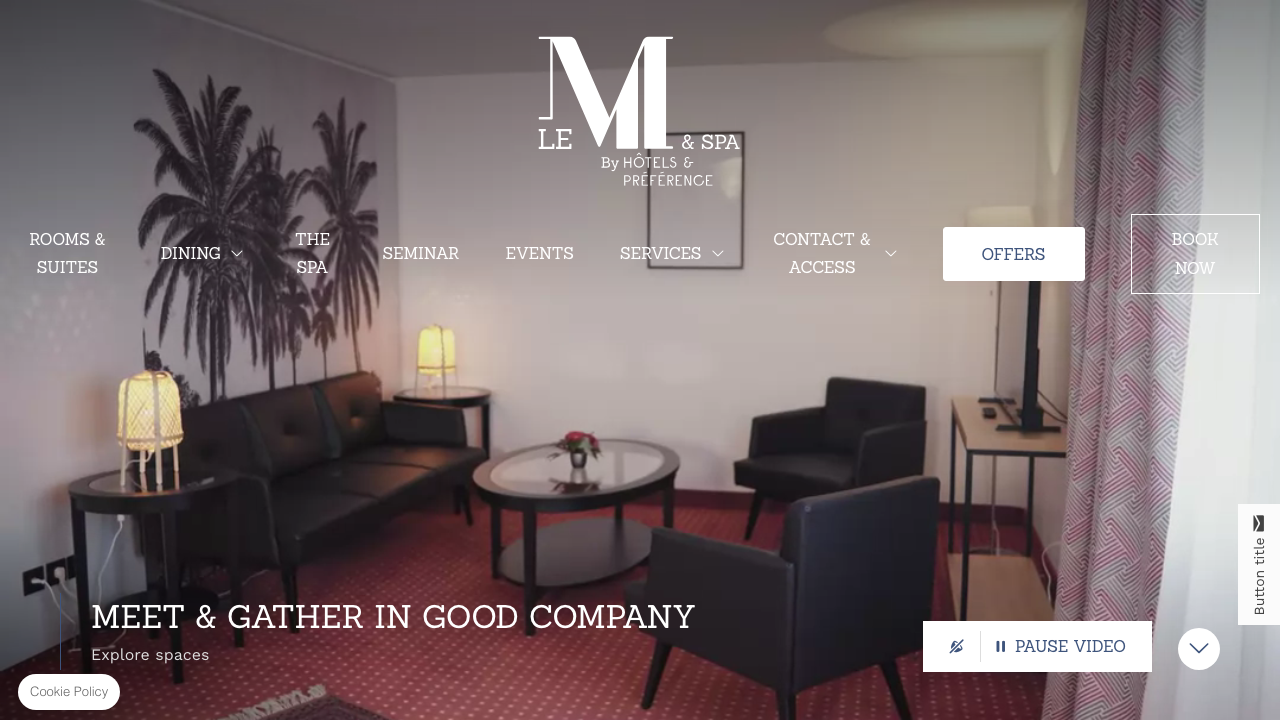 LE M & SPA
By HÔTELS &
PRÉFÉRENCE
ROOMS &
SUITES
DINING
THE
SPA
SEMINAR
EVENTS
SERVICES
CONTACT &
ACCESS
OFFERS
BOOK
NOW
Button title
MEET & GATHER IN GOOD COMPANY
Explore spaces
PAUSE VIDEO
Cookie Policy